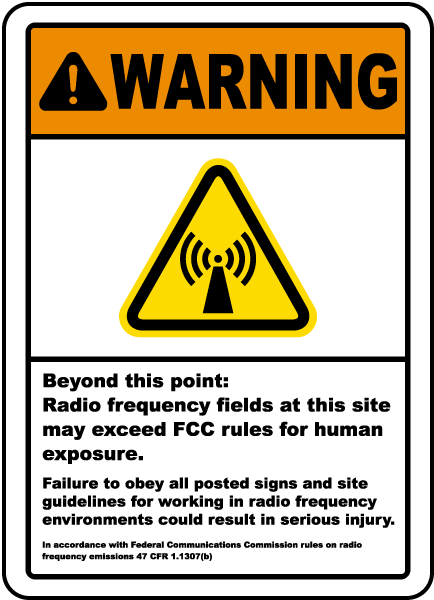 WARNING
Beyond this point:
Radio frequency fields at this site
may exceed FCC rules for human
exposure.
Failure to obey all posted signs and site
guidelines for working in radio frequency
environments could result in serious injury.
In accordance with Federal Communications Commission rules on radio
frequency emissions 47 CFR 1.1307(b)